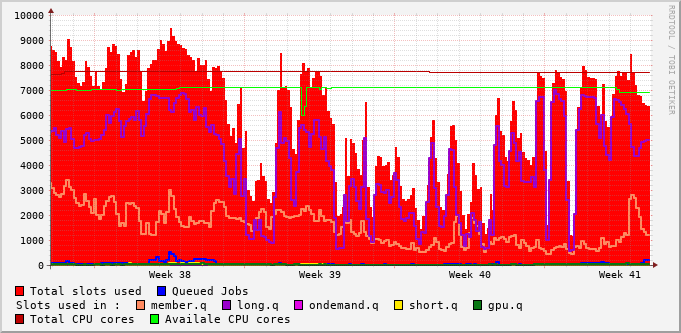 10000
9000
8000
7000
6000
5000
4000
3000
2000
1000
0
Week 38 Week 39 Week 40 Week 41
RRDTOOL / TOBI OETIKER
Total slots used Queued Jobs
Slots used in : member.q long.q ondemand.q short.q gpu.q
Total CPU cores Availale CPU cores